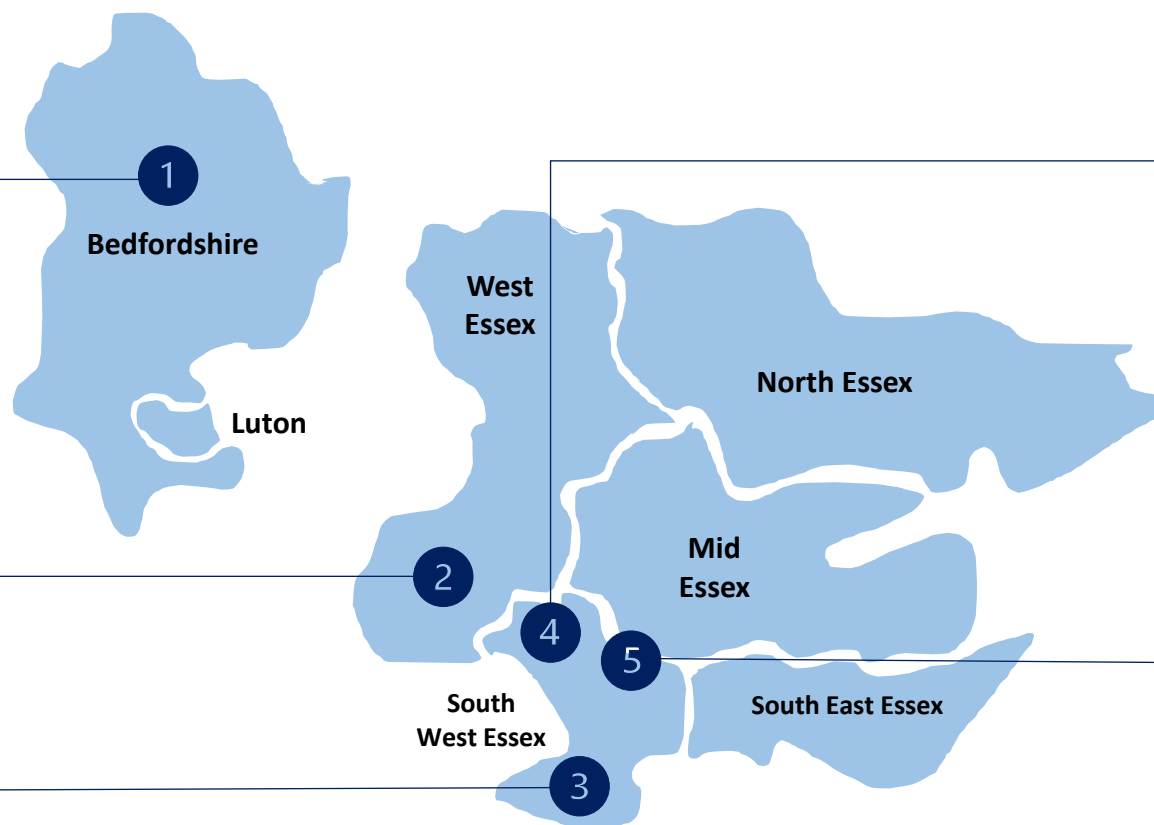 1
Bedfordshire
West
Essex
North Essex
Luton
Mid
Essex
2
4
5
South
West Essex
South East Essex
3